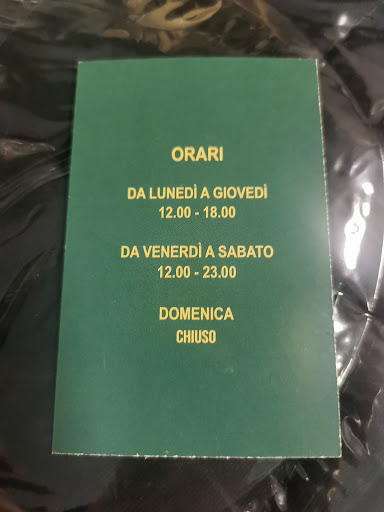 ORARI
DA LUNEDÌ A GIOVEDÌ
12.00 - 18.00
DA VENERDÌ A SABATO
12.00 - 23.00
DOMENICA
CHIUSO